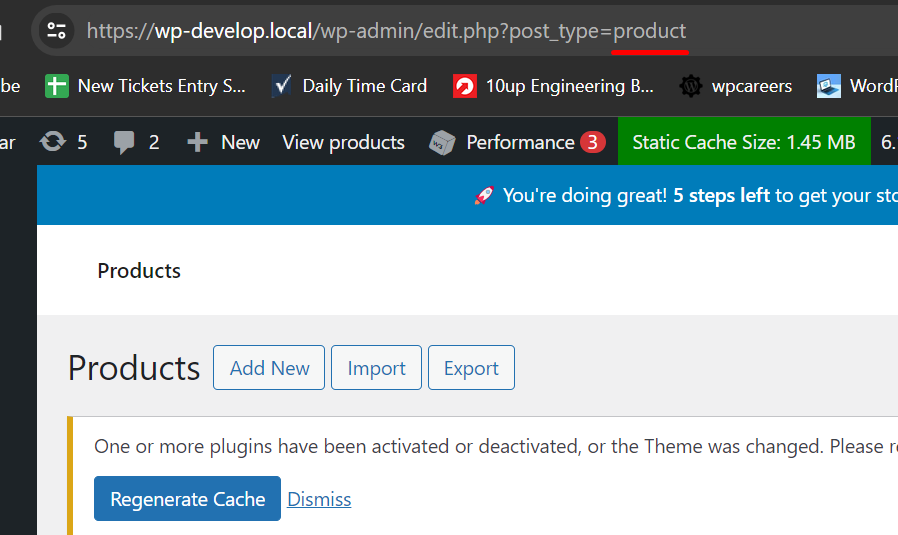 https://wp-develop.local/wp-admin/edit.php?post_type=product
be New Tickets Entry S... Daily Time Card 10up Engineering B... wpcareers WordP
ar 5 2 New View products Performance 3 Static Cache Size: 1.45 MB 6.
🚀 You're doing great! 5 steps left to get your sto
Products
Products Add New Import Export
One or more plugins have been activated or deactivated, or the Theme was changed. Please re
Regenerate Cache Dismiss